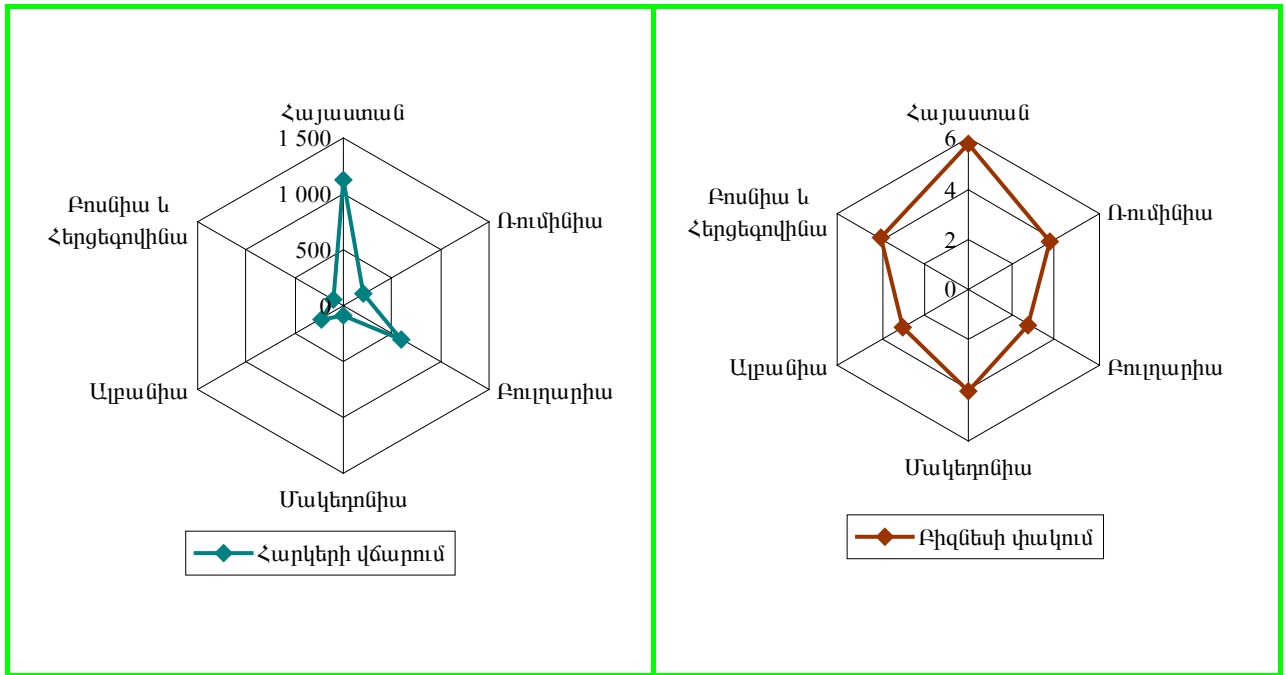 Հայաստան
1 500
1 000
500
0
Ռումինիա
Բուլղարիա
Մակեդոնիա
Ալբանիա
Բոսնիա և
Հերցեգովինա
Հարկերի վճարում
Հայաստան
6
4
2
0
Ռումինիա
Բուլղարիա
Մակեդոնիա
Ալբանիա
Բոսնիա և
Հերցեգովինա
Բիզնեսի փակում